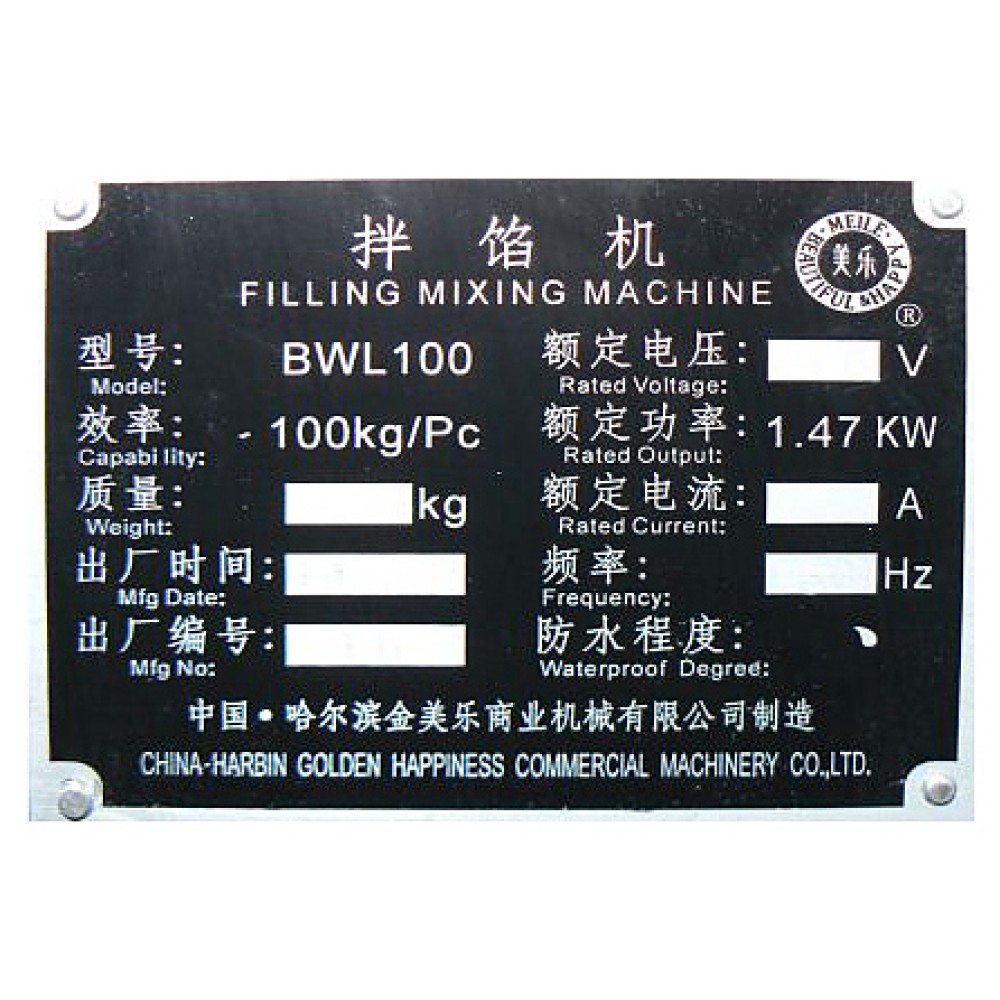 拌馅机
FILLING MIXING MACHINE
MEILE · BEAUTIFUL & HAPPY ·
美乐
®
型号: BWL100
Model:
效率: - 100kg/Pc
Capability:
质量: kg
Weight:
出厂时间:
Mfg Date:
出厂编号:
Mfg No:
额定电压: V
Rated Voltage:
额定功率: 1.47 KW
Rated Output:
额定电流: A
Rated Current:
频率: Hz
Frequency:
防水程度:
Waterproof Degree:
中国·哈尔滨金美乐商业机械有限公司制造
CHINA-HARBIN GOLDEN HAPPINESS COMMERCIAL MACHINERY CO.,LTD.